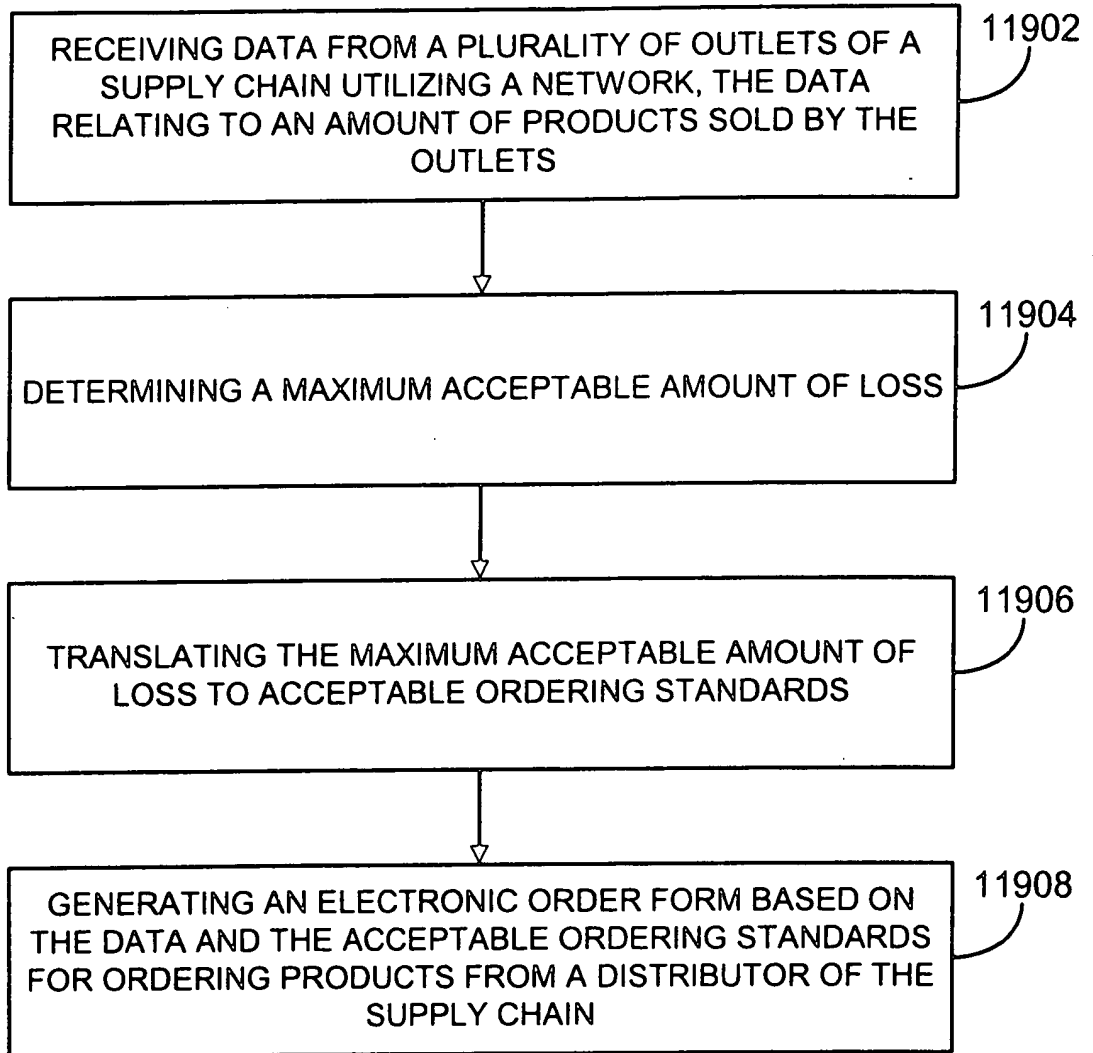 RECEIVING DATA FROM A PLURALITY OF OUTLETS OF A
SUPPLY CHAIN UTILIZING A NETWORK, THE DATA
RELATING TO AN AMOUNT OF PRODUCTS SOLD BY THE
OUTLETS
11902
DETERMINING A MAXIMUM ACCEPTABLE AMOUNT OF LOSS
11904
TRANSLATING THE MAXIMUM ACCEPTABLE AMOUNT OF
LOSS TO ACCEPTABLE ORDERING STANDARDS
11906
GENERATING AN ELECTRONIC ORDER FORM BASED ON
THE DATA AND THE ACCEPTABLE ORDERING STANDARDS
FOR ORDERING PRODUCTS FROM A DISTRIBUTOR OF THE
SUPPLY CHAIN
11908